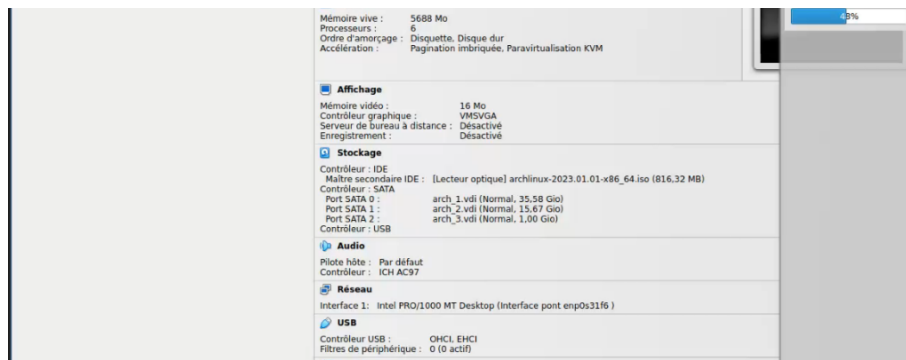 Mémoire vive : 5688 Mo
Processeurs : 6
Ordre d'amorçage : Disquette, Disque dur
Accélération : Pagination imbriquée, Paravirtualisation KVM
48%
Affichage
Mémoire vidéo : 16 Mo
Contrôleur graphique : VMSVGA
Serveur de bureau à distance : Désactivé
Enregistrement : Désactivé
Stockage
Contrôleur : IDE
Maître secondaire IDE : [Lecteur optique] archlinux-2023.01.01-x86_64.iso (816,32 MB)
Contrôleur : SATA
Port SATA 0 : arch_1.vdi (Normal, 35,58 Gio)
Port SATA 1 : arch_2.vdi (Normal, 15,67 Gio)
Port SATA 2 : arch_3.vdi (Normal, 1,00 Gio)
Contrôleur : USB
Audio
Pilote hôte : Par défaut
Contrôleur : ICH AC97
Réseau
Interface 1: Intel PRO/1000 MT Desktop (Interface pont enp0s31f6 )
USB
Contrôleur USB : OHCI, EHCI
Filtres de périphérique : 0 (0 actif)